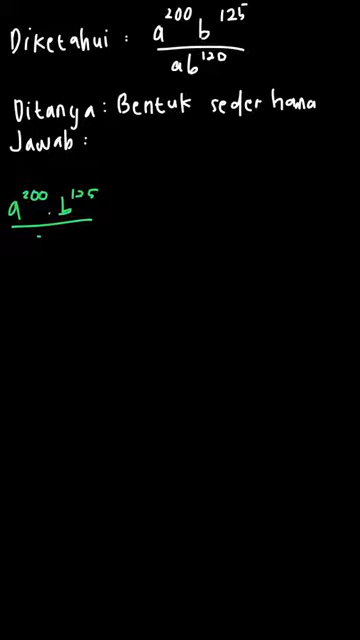 Diketahui : a^200 b^125 / ab^120
Ditanya : Bentuk sederhana
Jawab :
a^200 . b^125